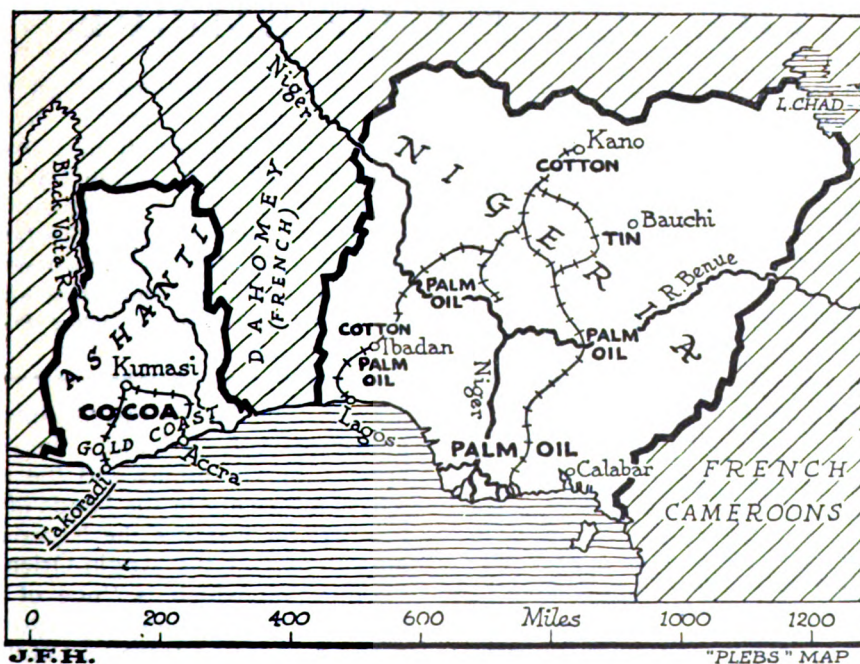 Niger
L. CHAD
Kano
COTTON
NIGERIA
Black Volta R.
DAHOMEY
(FRENCH)
Bauchi
TIN
ASHANTI
R. Benue
PALM
OIL
COTTON
Ibadan
PALM
OIL
PALM
OIL
Kumasi
COCOA
Niger
Lagos
GOLD COAST
Accra
PALM OIL
Calabar
FRENCH
CAMEROONS
Takoradi
0 200 400 600 Miles 1000 1200
J.F.H. "PLEBS" MAP